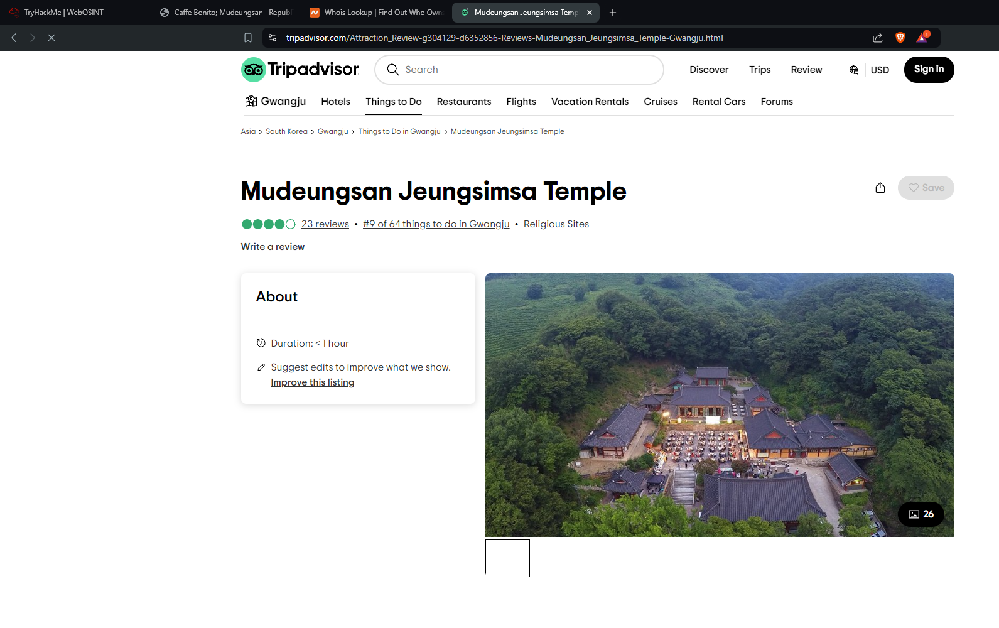 TryHackMe | WebOSINT
Caffe Bonito; Mudeungsan | Republi
Whois Lookup | Find Out Who Owns
Mudeungsan Jeungsimsa Temp
tripadvisor.com/Attraction_Review-g304129-d6352856-Reviews-Mudeungsan_Jeungsimsa_Temple-Gwangju.html
1
Tripadvisor
Search
Discover
Trips
Review
USD
Sign in
Gwangju
Hotels
Things to Do
Restaurants
Flights
Vacation Rentals
Cruises
Rental Cars
Forums
Asia > South Korea > Gwangju > Things to Do in Gwangju > Mudeungsan Jeungsimsa Temple
Mudeungsan Jeungsimsa Temple
Save
23 reviews • #9 of 64 things to do in Gwangju • Religious Sites
Write a review
About
Duration: < 1 hour
Suggest edits to improve what we show.
Improve this listing
26